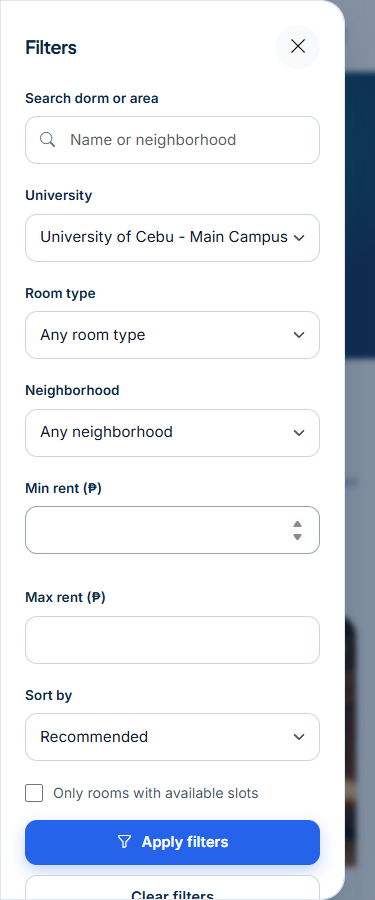 Filters
Search dorm or area
Name or neighborhood
University
University of Cebu - Main Campus
Room type
Any room type
Neighborhood
Any neighborhood
Min rent (₱)
Max rent (₱)
Sort by
Recommended
Only rooms with available slots
Apply filters
Clear filters